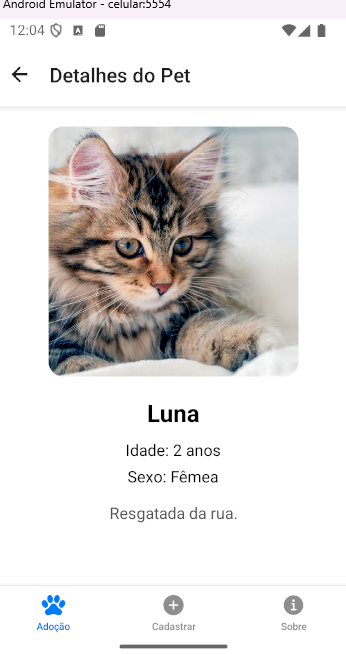 Android Emulator - celular:5554
12:04
Detalhes do Pet
Luna
Idade: 2 anos
Sexo: Fêmea
Resgatada da rua.
Adoção
Cadastrar
Sobre